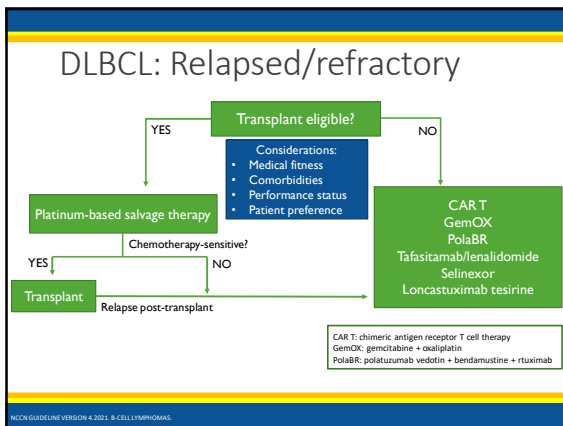 DLBCL: Relapsed/refractory
Transplant eligible?
YES
NO
Considerations:
• Medical fitness
• Comorbidities
• Performance status
• Patient preference
Platinum-based salvage therapy
Chemotherapy-sensitive?
YES
NO
Transplant
Relapse post-transplant
CAR T
GemOX
PolaBR
Tafasitamab/lenalidomide
Selinexor
Loncastuximab tesirine
CAR T: chimeric antigen receptor T cell therapy
GemOX: gemcitabine + oxaliplatin
PolaBR: polatuzumab vedotin + bendamustine + rtuximab
NCCN GUIDELINE VERSION 4.2021. B-CELL LYMPHOMAS.